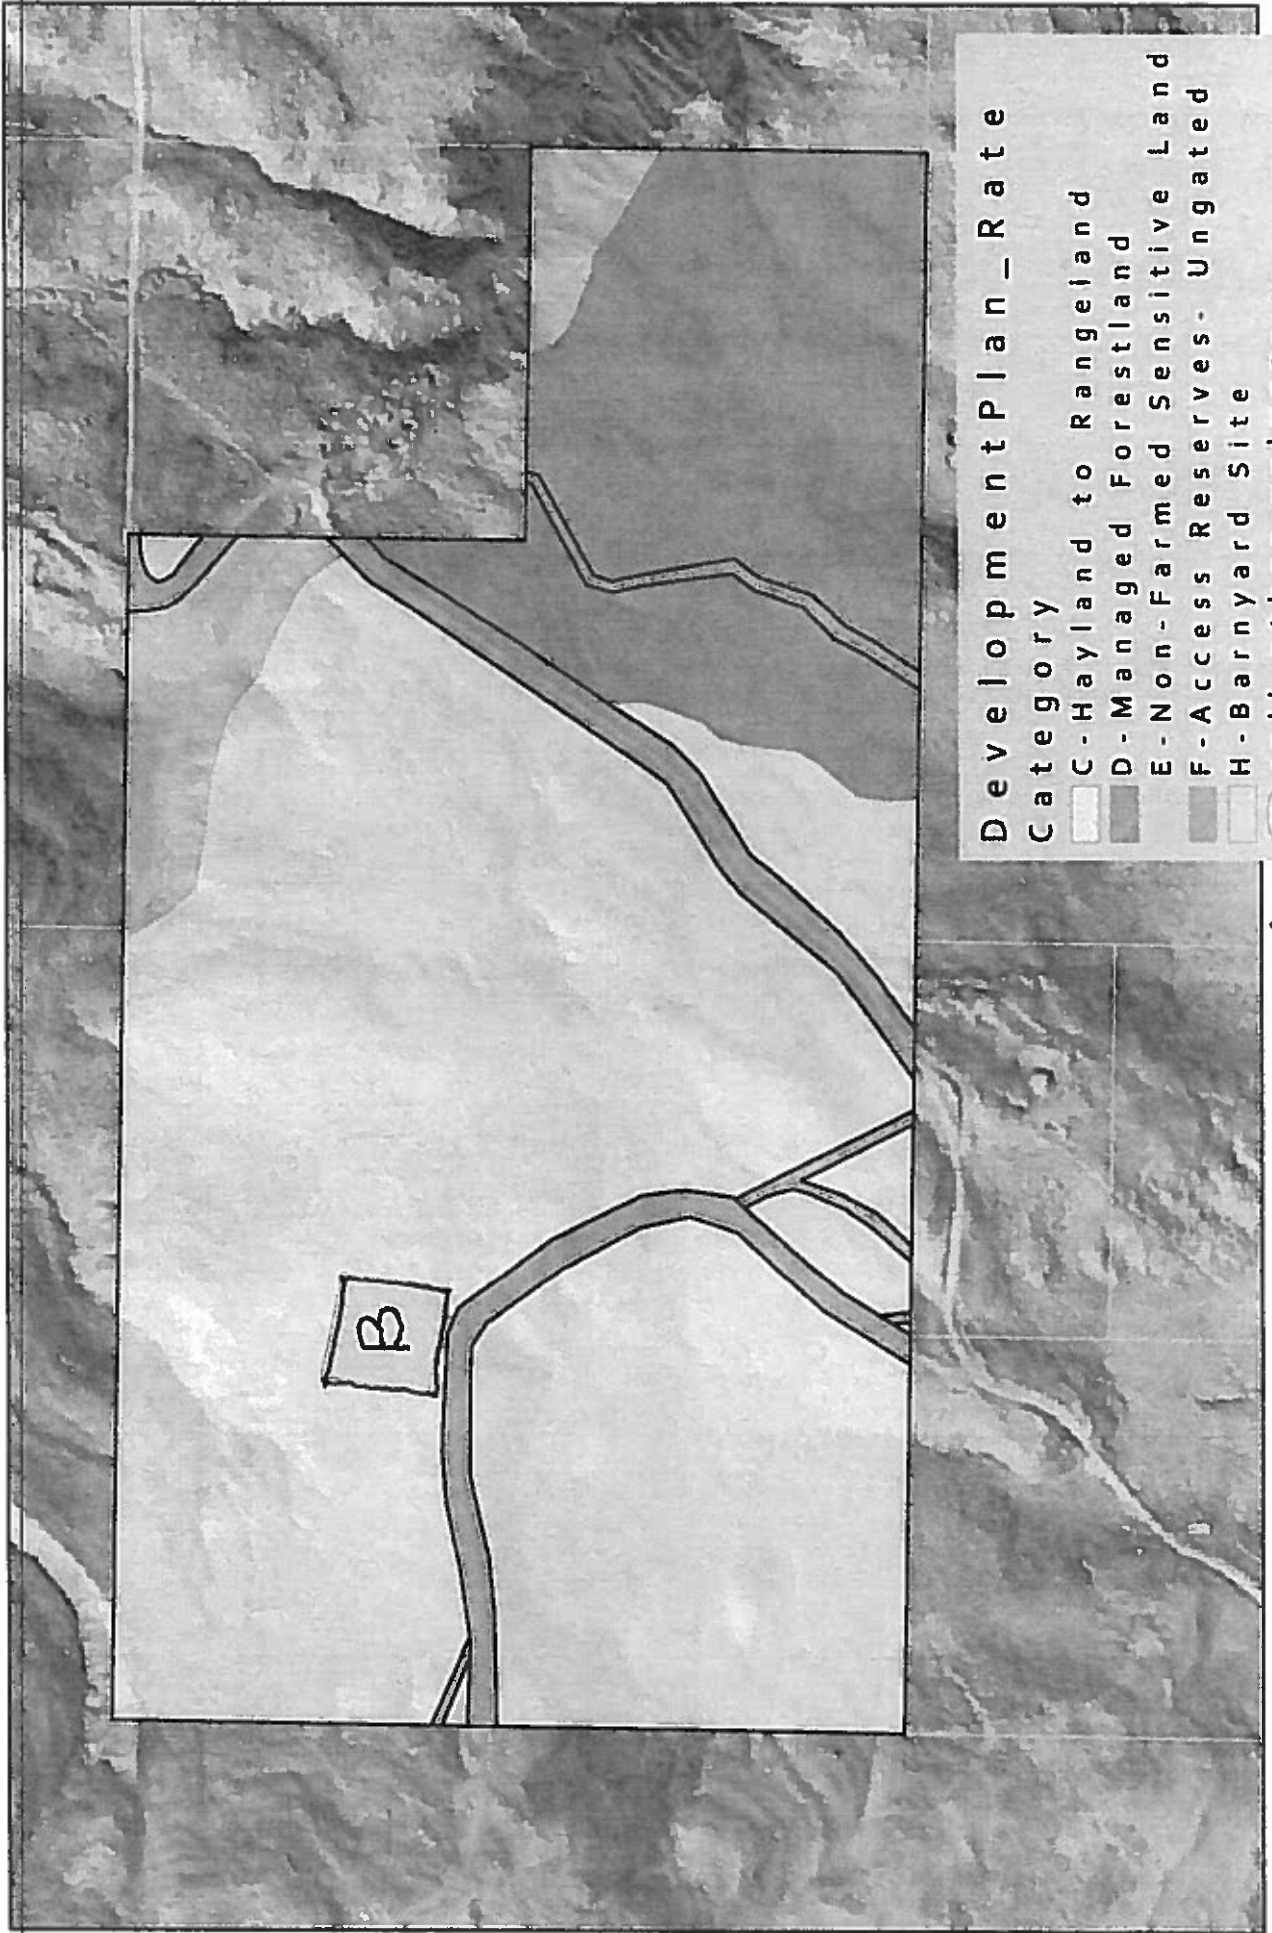 B
DevelopmentPlan_Rate
Category
C-Hayland to Rangeland
D-Managed Forestland
E-Non-Farmed Sensitive Land
F-Access Reserves- Ungated
H-Barnyard Site